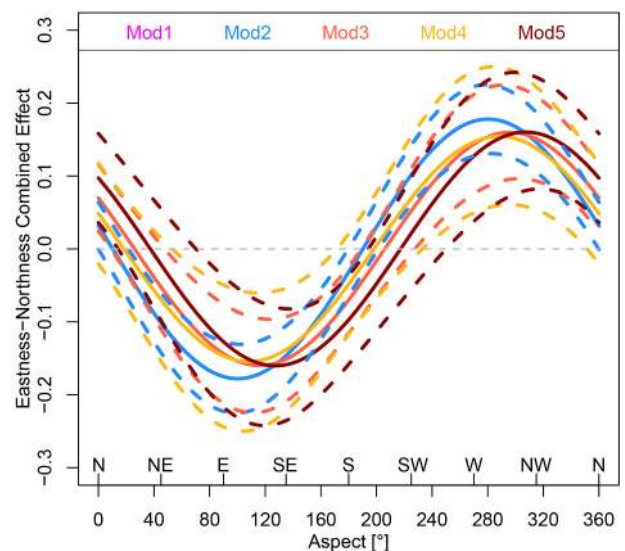 Mod1 Mod2 Mod3 Mod4 Mod5
Eastness−Northness Combined Effect
0.3
0.2
0.1
0.0
−0.1
−0.2
−0.3
N NE E SE S SW W NW N
0 40 80 120 160 200 240 280 320 360
Aspect [°]